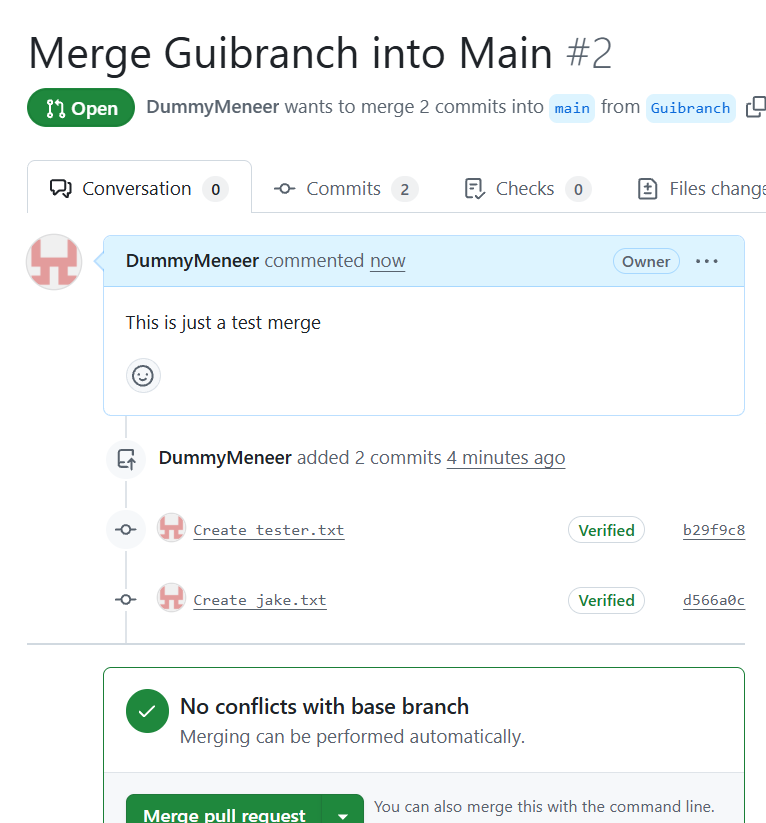 Merge Guibranch into Main #2
Open DummyMeneer wants to merge 2 commits into main from Guibranch
Conversation 0 Commits 2 Checks 0 Files change
DummyMeneer commented now Owner
This is just a test merge
DummyMeneer added 2 commits 4 minutes ago
Create tester.txt Verified b29f9c8
Create jake.txt Verified d566a0c
No conflicts with base branch
Merging can be performed automatically.
Merge pull request You can also merge this with the command line.